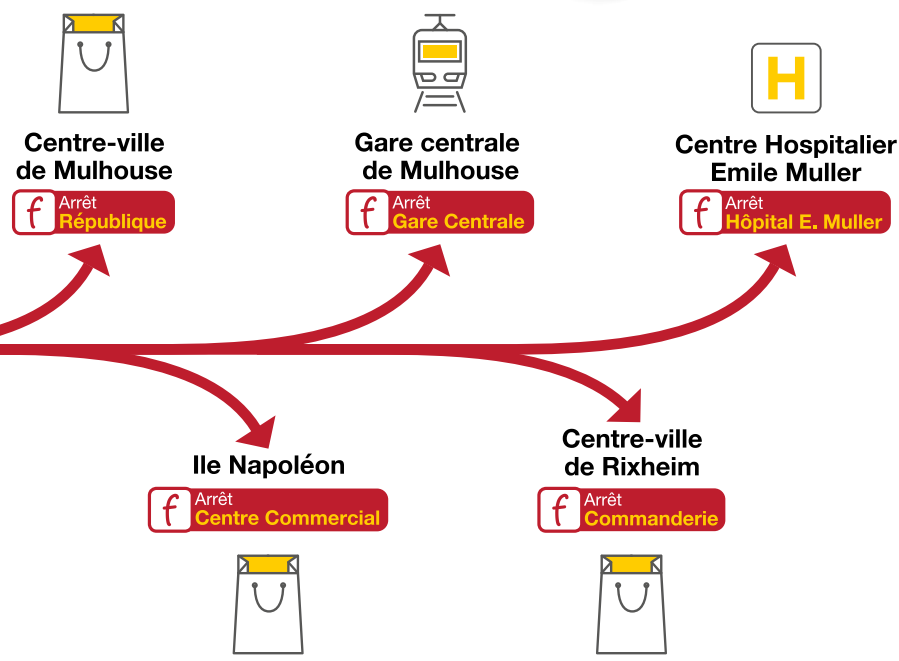 Centre-ville
de Mulhouse
f Arrêt
République
Gare centrale
de Mulhouse
f Arrêt
Gare Centrale
H
Centre Hospitalier
Emile Muller
f Arrêt
Hôpital E. Muller
Ile Napoléon
f Arrêt
Centre Commercial
Centre-ville
de Rixheim
f Arrêt
Commanderie